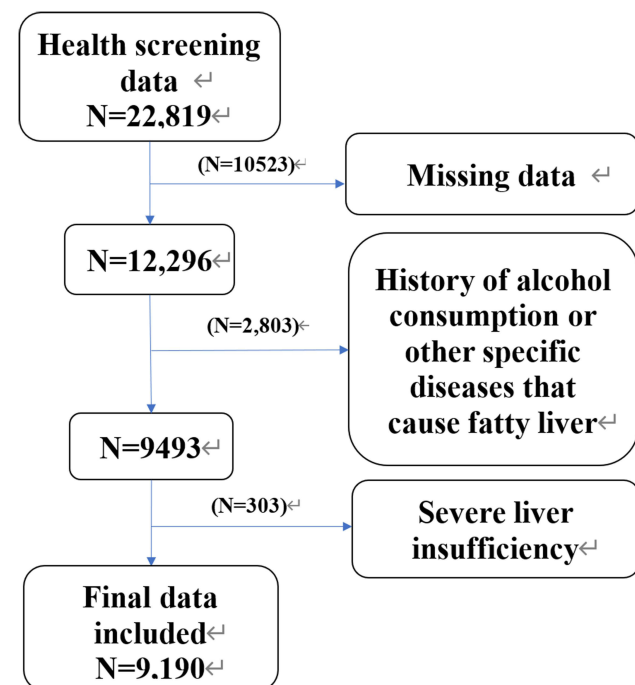 Health screening
data ↵
N=22,819↵
(N=10523)↵
Missing data ↵
N=12,296↵
(N=2,803)↵
History of alcohol
consumption or
other specific
diseases that
cause fatty liver↵
N=9493↵
(N=303)↵
Severe liver
insufficiency↵
Final data
included↵
N=9,190↵